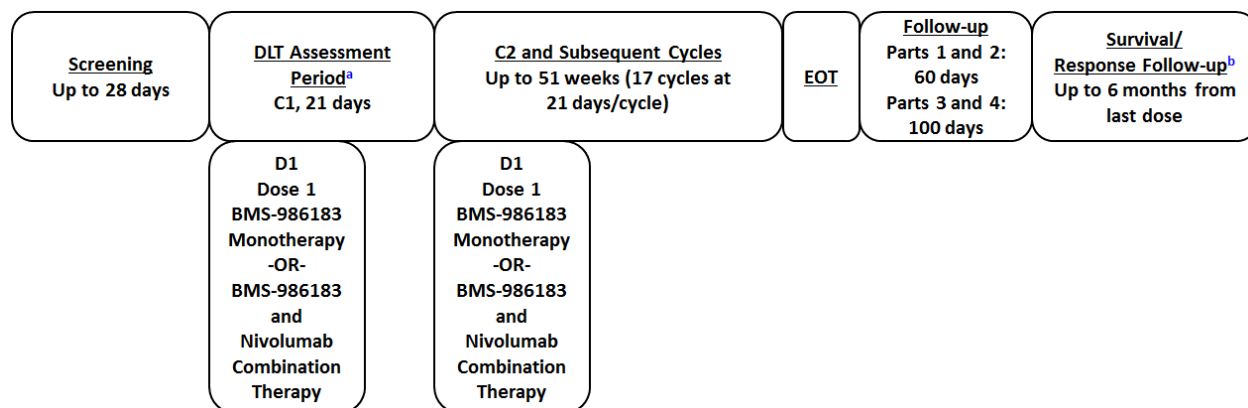 Screening
Up to 28 days
DLT Assessment
Period^a
C1, 21 days
C2 and Subsequent Cycles
Up to 51 weeks (17 cycles at
21 days/cycle)
EOT
Follow-up
Parts 1 and 2:
60 days
Parts 3 and 4:
100 days
Survival/
Response Follow-up^b
Up to 6 months from
last dose
D1
Dose 1
BMS-986183
Monotherapy
-OR-
BMS-986183
and
Nivolumab
Combination
Therapy
D1
Dose 1
BMS-986183
Monotherapy
-OR-
BMS-986183
and
Nivolumab
Combination
Therapy